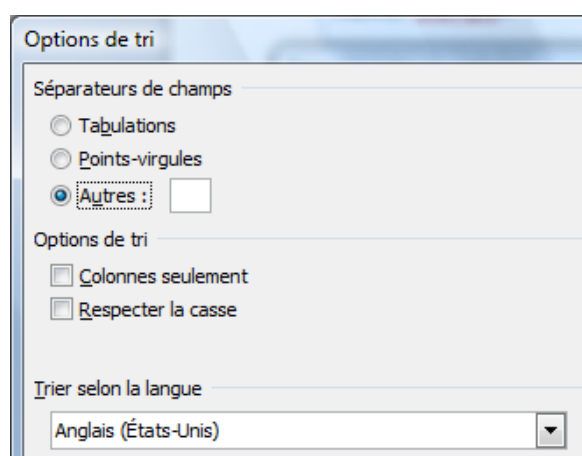 Options de tri
Séparateurs de champs
Tabulations
Points-virgules
Autres :
Options de tri
Colonnes seulement
Respecter la casse
Trier selon la langue
Anglais (États-Unis)